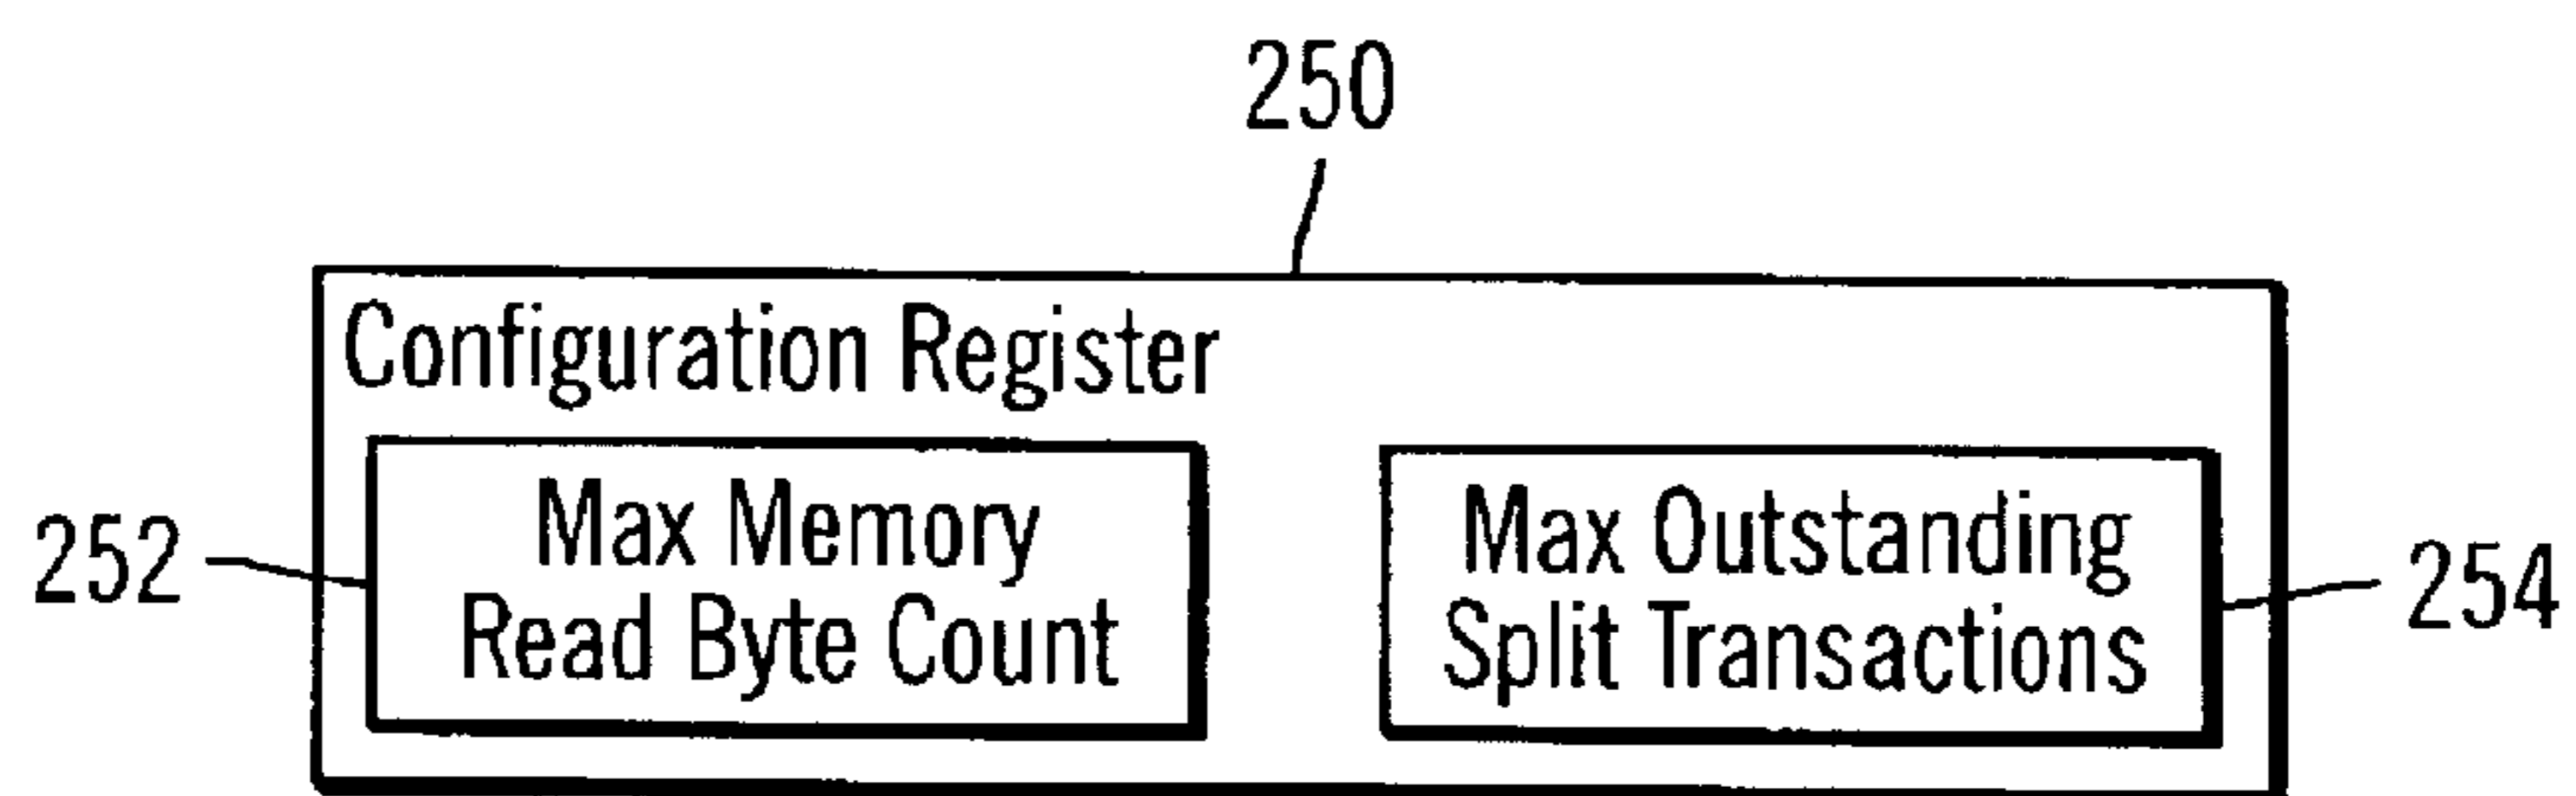 250
Configuration Register
252
Max Memory
Read Byte Count
Max Outstanding
Split Transactions
254